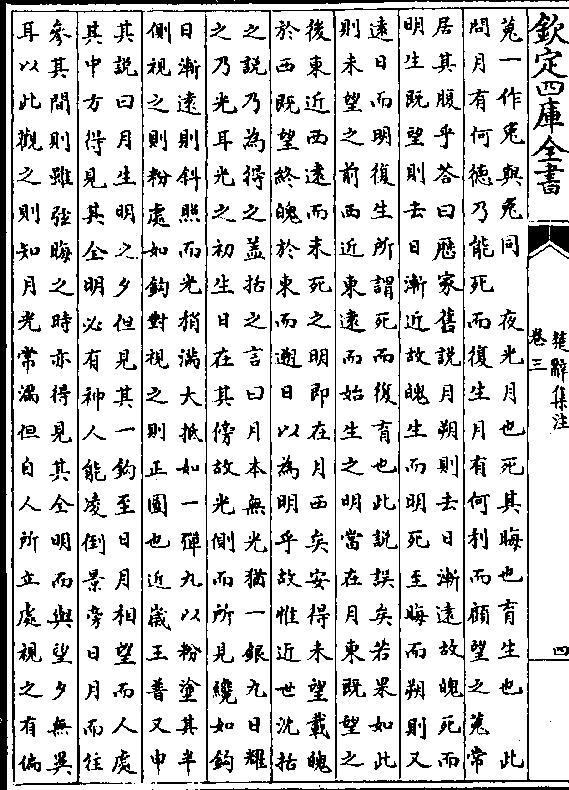 欽定四庫全書
楚辭集注
卷三
四
菟一作兔與兔同　夜光月也死其晦也育生也　此
問月有何德乃能死而復生月有何利而顧望之菟常
居其腹乎答曰歴家舊說月朔則去日漸遠故魄死而
明生既望則去日漸近故魄生而明死至晦而朔則又
遠日而明復生所謂死而復育也此說誤矣若果如此
則未望之前西近東遠而始生之明當在月東既望之
後東近西遠而未死之明即在月西矣安得未望載魄
於西既望終魄於東而遡日以為明乎故惟近世沈括
之說乃為得之蓋括之言曰月本無光猶一銀丸日耀
之乃光耳光之初生日在其傍故光側而所見纔如鈎
日漸遠則斜照而光稍滿大抵如一彈丸以粉塗其半
側視之則粉處如鈎對視之則正圓也近歲王普又申
其說曰月生明之夕但見其一鈎至日月相望而人處
其中方得見其全明必有神人能凌倒景旁日月而往
參其間則雖弦晦之時亦得見其全明而與望夕無異
耳以此觀之則知月光常滿但自人所立處視之有偏